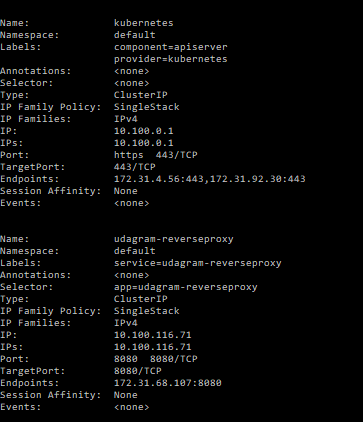 Name: kubernetes
Namespace: default
Labels: component=apiserver
provider=kubernetes
Annotations: <none>
Selector: <none>
Type: ClusterIP
IP Family Policy: SingleStack
IP Families: IPv4
IP: 10.100.0.1
IPs: 10.100.0.1
Port: https 443/TCP
TargetPort: 443/TCP
Endpoints: 172.31.4.56:443,172.31.92.30:443
Session Affinity: None
Events: <none>
Name: udagram-reverseproxy
Namespace: default
Labels: service=udagram-reverseproxy
Annotations: <none>
Selector: app=udagram-reverseproxy
Type: ClusterIP
IP Family Policy: SingleStack
IP Families: IPv4
IP: 10.100.116.71
IPs: 10.100.116.71
Port: 8080 8080/TCP
TargetPort: 8080/TCP
Endpoints: 172.31.68.107:8080
Session Affinity: None
Events: <none>